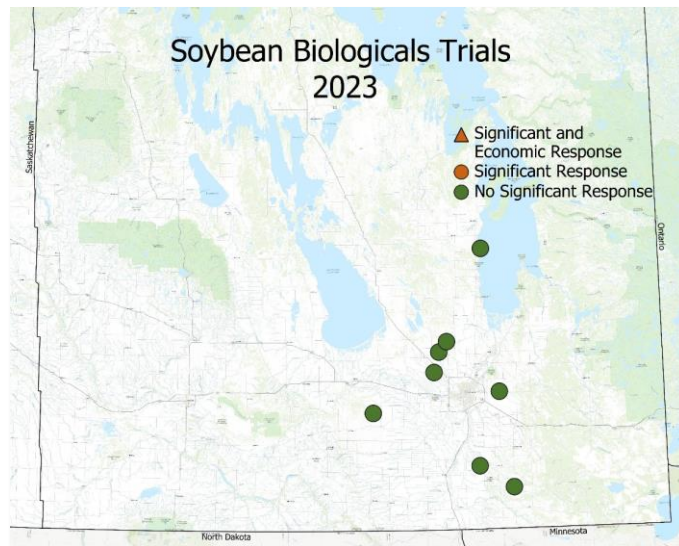 Soybean Biologicals Trials
2023
Significant and
Economic Response
Significant Response
No Significant Response
Saskatchewan
Ontario
North Dakota
Minnesota